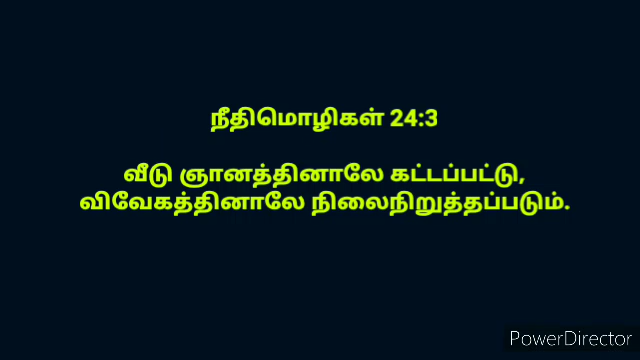 நீதிமொழிகள் 24:3
வீடு ஞானத்தினாலே கட்டப்பட்டு,
விவேகத்தினாலே நிலைநிறுத்தப்படும்.
PowerDirector